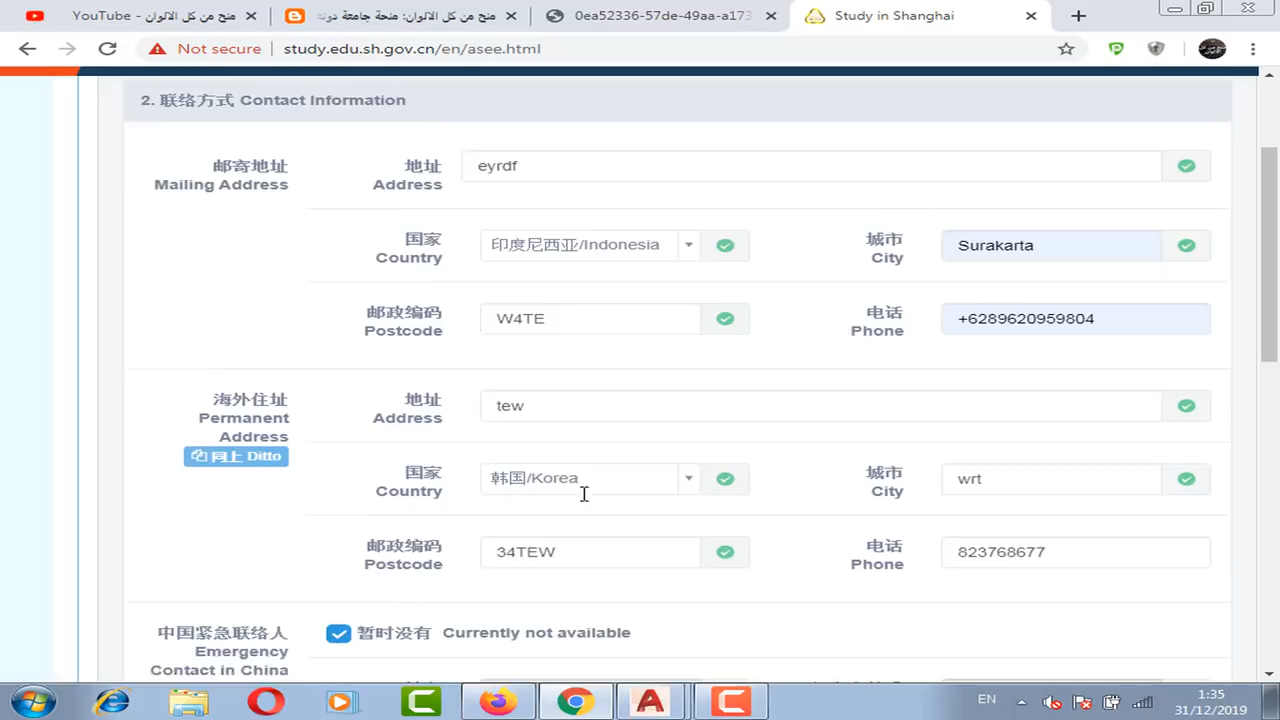 YouTube - منح من كل الالوان
منح من كل الالوان: منحة جامعة دونغ
0ea52336-57de-49aa-a173
Study in Shanghai
Not secure
study.edu.sh.gov.cn/en/asee.html
2. 联络方式 Contact Information
邮寄地址
Mailing Address
地址
Address
eyrdf
国家
Country
印度尼西亚/Indonesia
城市
City
Surakarta
邮政编码
Postcode
W4TE
电话
Phone
+6289620959804
海外住址
Permanent
Address
同上 Ditto
地址
Address
tew
国家
Country
韩国/Korea
城市
City
wrt
邮政编码
Postcode
34TEW
电话
Phone
823768677
中国紧急联络人
Emergency
Contact in China
暂时没有 Currently not available
EN
1:35
31/12/2019